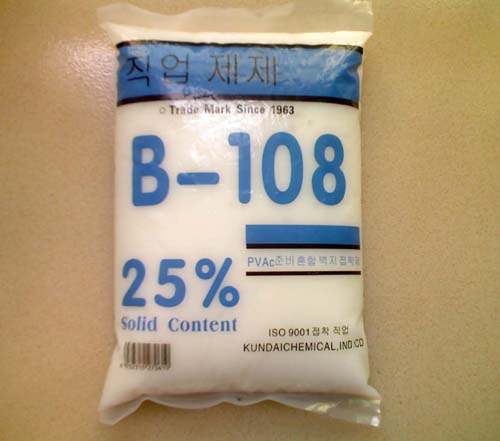 직업 제제
Trade Mark Since 1963
B-108
PVAc준비혼합벽지접착제
25%
Solid Content
ISO 9001접착 직업
KUNDAICHEMICAL,IND.CO